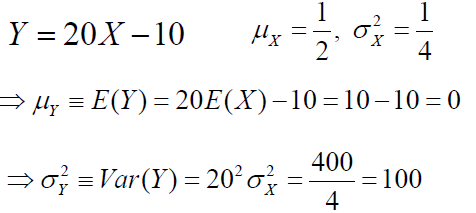 Y = 20X − 10    μ_X = 1/2, σ_X^2 = 1/4
⇒ μ_Y ≡ E(Y) = 20E(X) − 10 = 10 − 10 = 0
⇒ σ_Y^2 ≡ Var(Y) = 20^2 σ_X^2 = 400/4 = 100